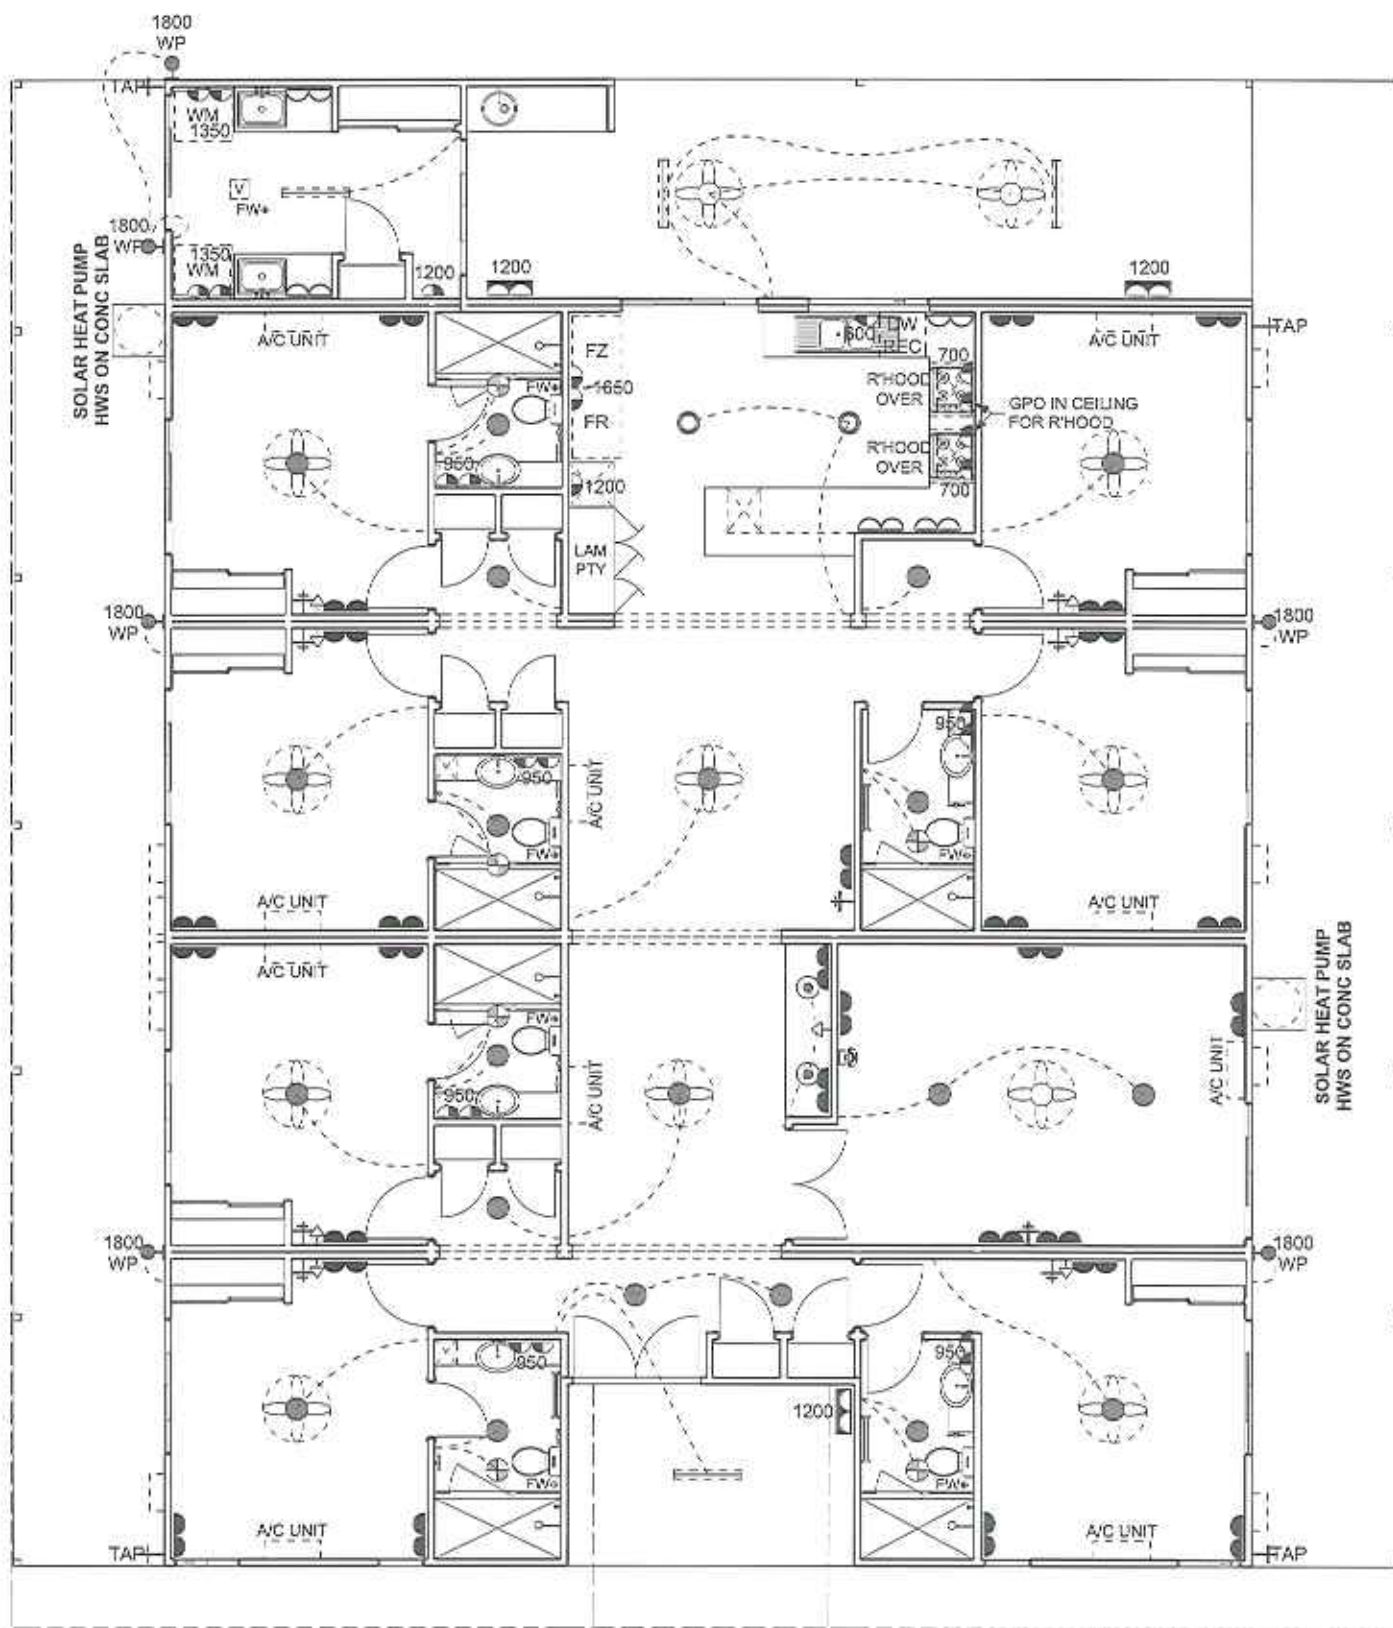 1800
WP
TAP
WM
1350
V
FW
1800
WP
1350
WM
1200
1200
1200
SOLAR HEAT PUMP
HWS ON CONC SLAB
A/C UNIT
FZ
600
DW
REC
A/C UNIT
TAP
FW
1650
R'HOOD
OVER
700
GPO IN CEILING
FOR R'HOOD
FR
R'HOOD
OVER
950
1200
700
LAM
PTY
1800
WP
1800
WP
950
950
A/C UNIT
FW
FW
A/C UNIT
A/C UNIT
A/C UNIT
FW
950
A/C UNIT
A/C UNIT
SOLAR HEAT PUMP
HWS ON CONC SLAB
1800
WP
1800
WP
950
950
1200
FW
FW
A/C UNIT
A/C UNIT
TAP
TAP